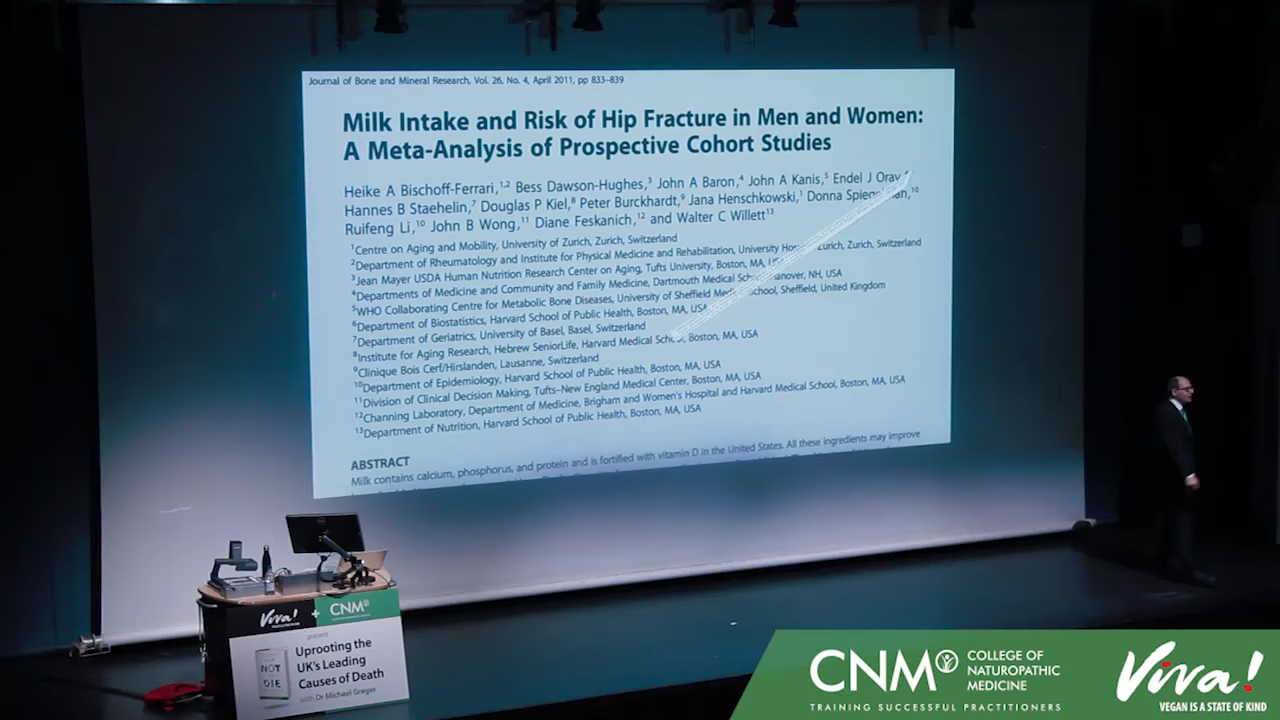 Journal of Bone and Mineral Research, Vol. 26, No. 4, April 2011, pp 833–839
Milk Intake and Risk of Hip Fracture in Men and Women:
A Meta-Analysis of Prospective Cohort Studies
Heike A Bischoff-Ferrari,1,2 Bess Dawson-Hughes,3 John A Baron,4 John A Kanis,5 Endel J Orav,6
Hannes B Staehelin,7 Douglas P Kiel,8 Peter Burckhardt,9 Jana Henschkowski,1 Donna Spiegelman,10
Ruifeng Li,10 John B Wong,11 Diane Feskanich,12 and Walter C Willett13
1Centre on Aging and Mobility, University of Zurich, Zurich, Switzerland
2Department of Rheumatology and Institute for Physical Medicine and Rehabilitation, University Zurich, Zurich, Switzerland
3Jean Mayer USDA Human Nutrition Research Center on Aging, Tufts University, Boston, MA,
4Departments of Medicine and Community and Family Medicine, Dartmouth Medical Hanover, NH, USA
5WHO Collaborating Centre for Metabolic Bone Diseases, University of Sheffield School, Sheffield, United Kingdom
6Department of Biostatistics, Harvard School of Public Health, Boston, MA, USA
7Department of Geriatrics, University of Basel, Basel, Switzerland
8Institute for Aging Research, Hebrew SeniorLife, Harvard Medical School, Boston, MA, USA
9Clinique Bois Cerf/Hirslanden, Lausanne, Switzerland
10Department of Epidemiology, Harvard School of Public Health, Boston, MA, USA
11Division of Clinical Decision Making, Tufts–New England Medical Center, Boston, MA, USA
12Channing Laboratory, Department of Medicine, Brigham and Women's Hospital and Harvard Medical School, Boston, MA, USA
13Department of Nutrition, Harvard School of Public Health, Boston, MA, USA
ABSTRACT
Milk contains calcium, phosphorus, and protein and is fortified with vitamin D in the United States. All these ingredients may improve
Viva! + CNM
present
Uprooting the
UK's Leading
Causes of Death
with Dr Michael Greger
NOT
DIE
CNM COLLEGE OF
NATUROPATHIC
MEDICINE
TRAINING SUCCESSFUL PRACTITIONERS
Viva!
VEGAN IS A STATE OF KIND